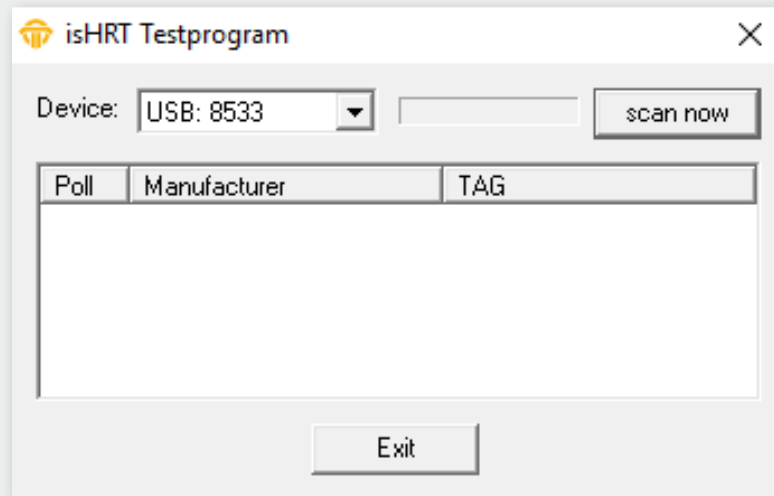 isHRT Testprogram
Device: USB: 8533 scan now
Poll Manufacturer TAG
Exit